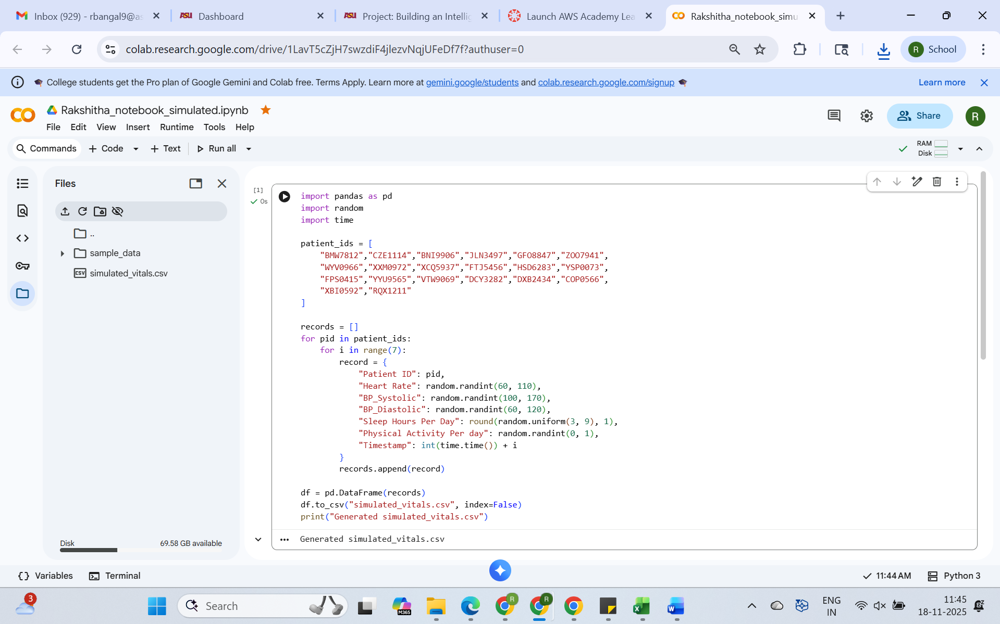 Inbox (929) - rbangal9@as
ASU Dashboard
ASU Project: Building an Intellig
Launch AWS Academy Lea
Rakshitha_notebook_simu
colab.research.google.com/drive/1LavT5cZjH7swzdiF4jlezvNqjUFeDf7f?authuser=0
R School
College students get the Pro plan of Google Gemini and Colab free. Terms Apply. Learn more at gemini.google/students and colab.research.google.com/signup
Learn more
Rakshitha_notebook_simulated.ipynb
File Edit View Insert Runtime Tools Help
Share
R
Commands + Code + Text Run all
RAM
Disk
Files
..
sample_data
CSV simulated_vitals.csv
Disk 69.58 GB available
[1]
0s
import pandas as pd
import random
import time
patient_ids = [
"BMW7812","CZE1114","BNI9906","JLN3497","GFO8847","ZOO7941",
"WYV0966","XXM0972","XCQ5937","FTJ5456","HSD6283","YSP0073",
"FPS0415","YYU9565","VTW9069","DCY3282","DXB2434","COP0566",
"XBI0592","RQX1211"
]
records = []
for pid in patient_ids:
for i in range(7):
record = {
"Patient ID": pid,
"Heart Rate": random.randint(60, 110),
"BP_Systolic": random.randint(100, 170),
"BP_Diastolic": random.randint(60, 120),
"Sleep Hours Per Day": round(random.uniform(3, 9), 1),
"Physical Activity Per day": random.randint(0, 1),
"Timestamp": int(time.time()) + i
}
records.append(record)
df = pd.DataFrame(records)
df.to_csv("simulated_vitals.csv", index=False)
print("Generated simulated_vitals.csv")
Generated simulated_vitals.csv
{} Variables
Terminal
11:44 AM
Python 3
3
Search
M365
R
R
ENG
IN
11:45
18-11-2025